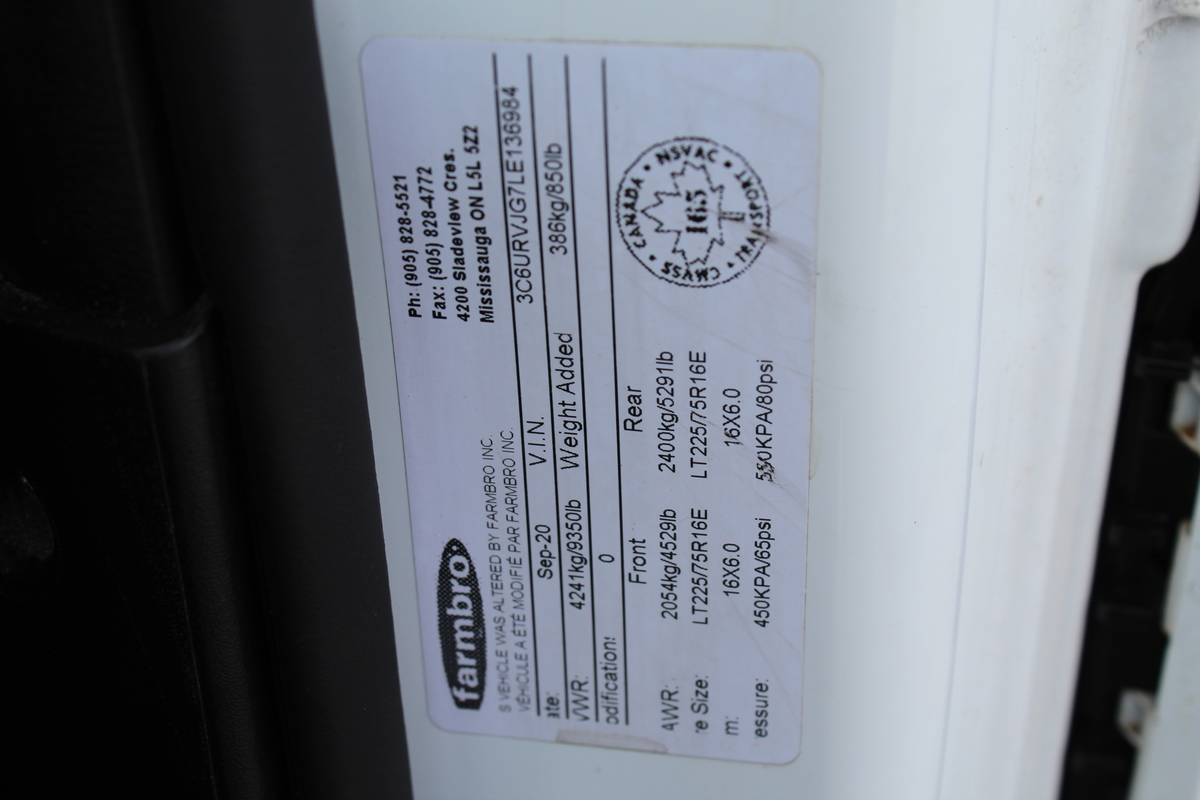 farmbro
Ph: (905) 828-5521
Fax: (905) 828-4772
4200 Sladeview Cres.
Mississauga ON L5L 5Z2
S VEHICLE WAS ALTERED BY FARMBRO INC.
VÉHICULE A ÉTÉ MODIFIÉ PAR FARMBRO INC.
ate: Sep-20 V.I.N. 3C6URVJG7LE136984
VWR: 4241kg/9350lb Weight Added 386kg/850lb
odification: 0
Front Rear
AWR: 2054kg/4529lb 2400kg/5291lb
re Size: LT225/75R16E LT225/75R16E
m: 16X6.0 16X6.0
essure: 450KPA/65psi 550KPA/80psi
CANADA • NSVAC • TRANSPORT • CMVSS •
165
T